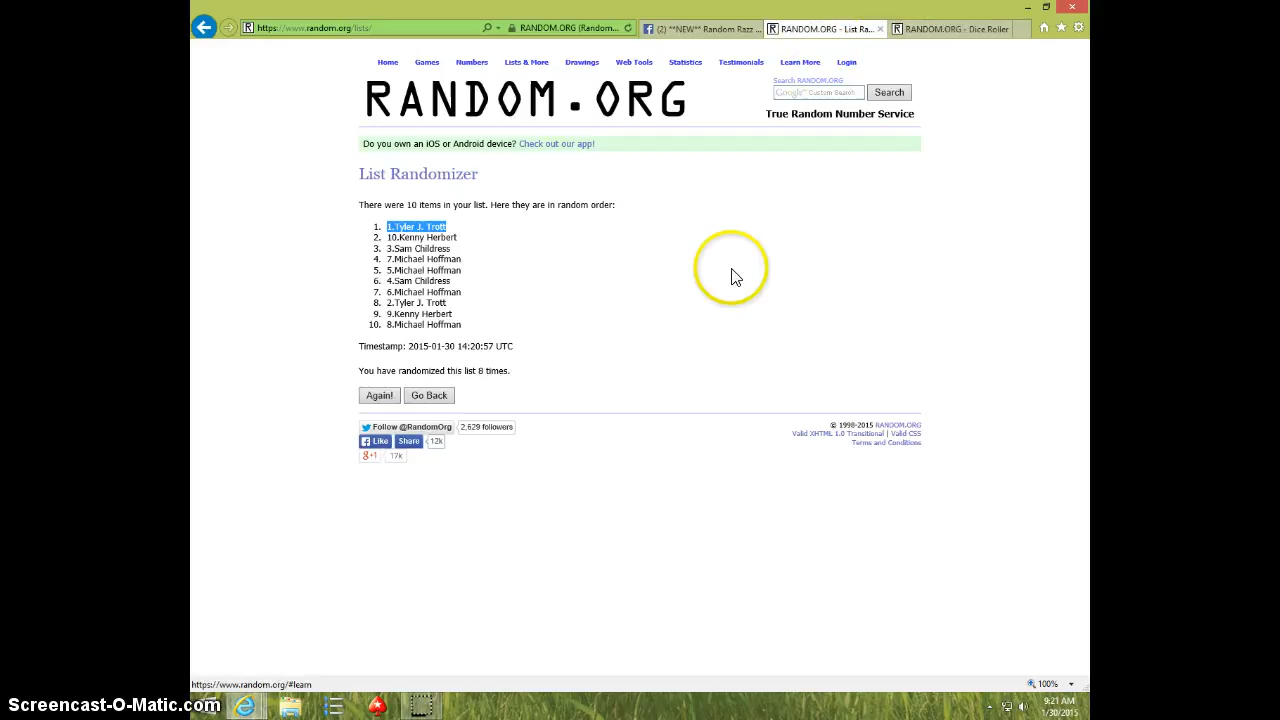 https://www.random.org/lists/
RANDOM.ORG (Random...
(2) **NEW** Random Razz ...
RANDOM.ORG - List Ra...
RANDOM.ORG - Dice Roller
Home Games Numbers Lists & More Drawings Web Tools Statistics Testimonials Learn More Login
RANDOM.ORG
Search RANDOM.ORG
Google™ Custom Search
Search
True Random Number Service
Do you own an iOS or Android device? Check out our app!
List Randomizer
There were 10 items in your list. Here they are in random order:
1. 1.Tyler J. Trott
2. 10.Kenny Herbert
3. 3.Sam Childress
4. 7.Michael Hoffman
5. 5.Michael Hoffman
6. 4.Sam Childress
7. 6.Michael Hoffman
8. 2.Tyler J. Trott
9. 9.Kenny Herbert
10. 8.Michael Hoffman
Timestamp: 2015-01-30 14:20:57 UTC
You have randomized this list 8 times.
Again! Go Back
Follow @RandomOrg 2,629 followers
Like Share 12k
g+1 17k
© 1998-2015 RANDOM.ORG
Valid XHTML 1.0 Transitional | Valid CSS
Terms and Conditions
https://www.random.org/#learn
100%
Screencast-O-Matic.com
9:21 AM
1/30/2015